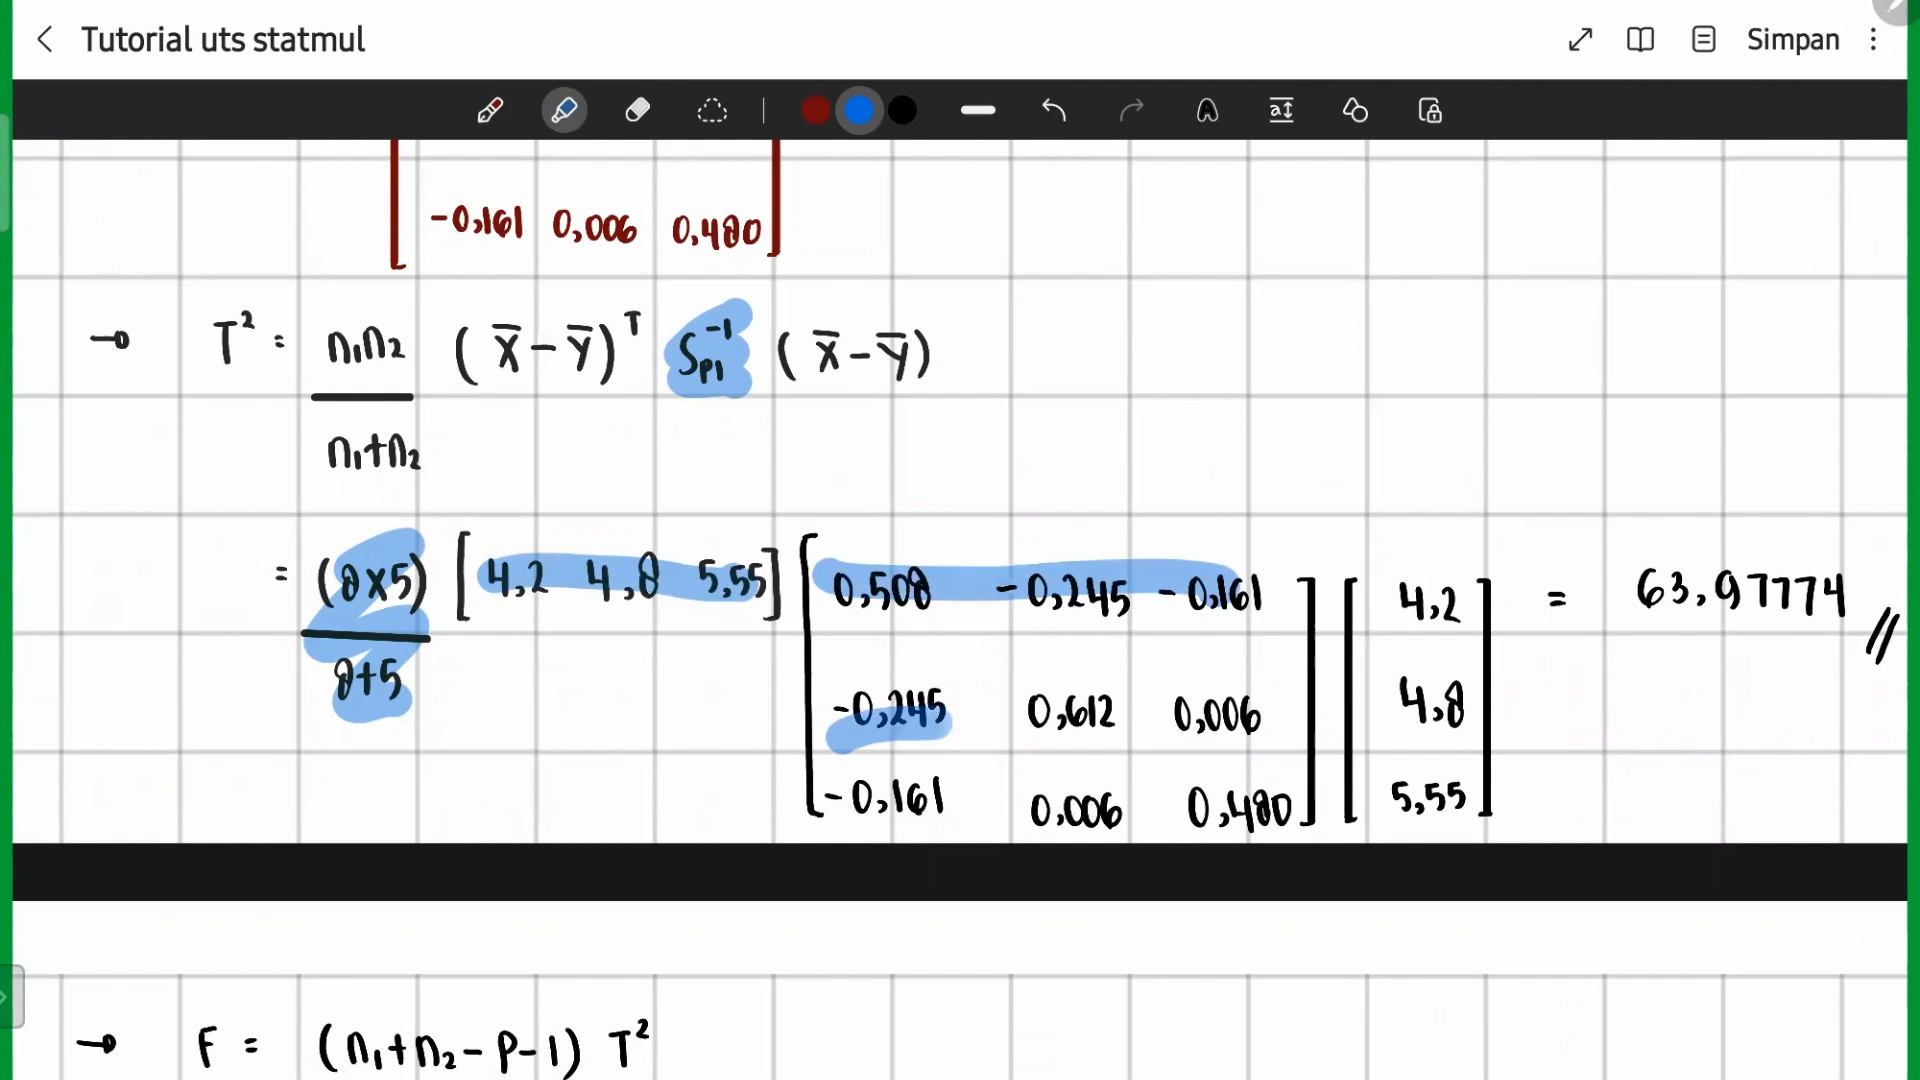 Tutorial uts statmul
Simpan
-0,161 0,006 0,480
→ T² = n₁n₂ / n₁+n₂ (X̄ - Ȳ)ᵀ Sp₁⁻¹ (X̄ - Ȳ)
= (8x5) / 8+5 [4,2 4,8 5,55] [0,508 -0,245 -0,161] [4,2] = 63,97774 //
-0,245 0,612 0,006 4,8
-0,161 0,006 0,480 5,55
→ F = (n₁+n₂-p-1) T²